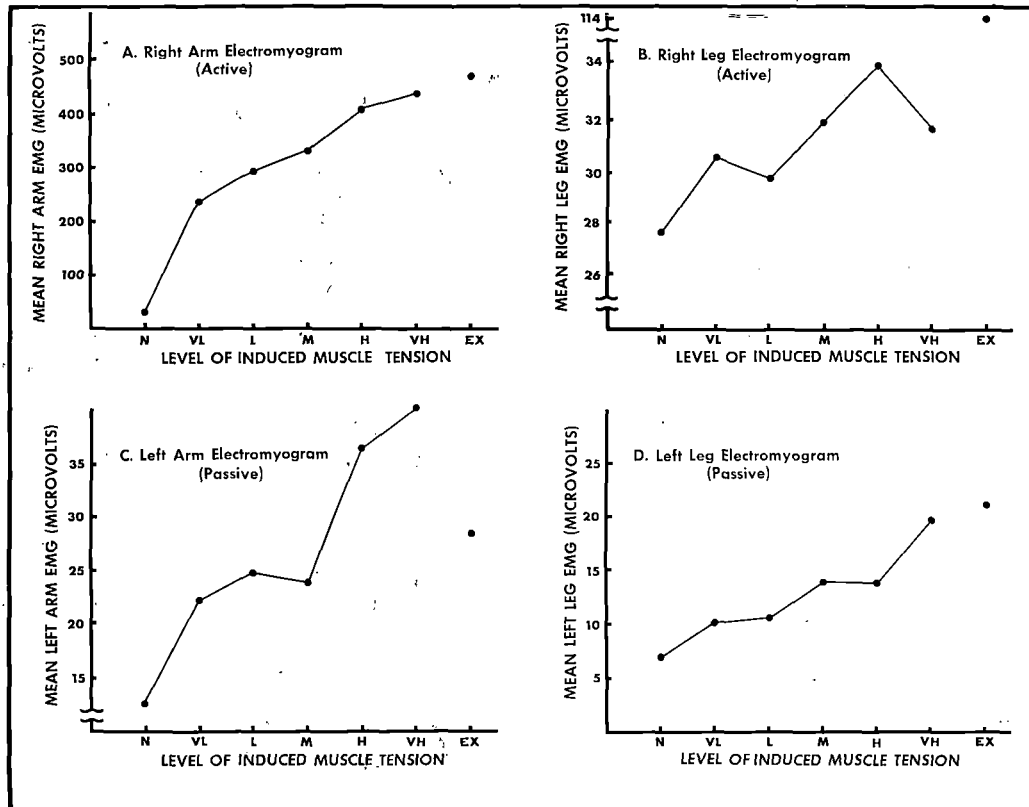 A. Right Arm Electromyogram
(Active)
MEAN RIGHT ARM EMG (MICROVOLTS)
500
400
300
200
100
N VL L M H VH EX
LEVEL OF INDUCED MUSCLE TENSION
B. Right Leg Electromyogram
(Active)
MEAN RIGHT LEG EMG (MICROVOLTS)
114
34
32
30
28
26
N VL L M H VH EX
LEVEL OF INDUCED MUSCLE TENSION
C. Left Arm Electromyogram
(Passive)
MEAN LEFT ARM EMG (MICROVOLTS)
35
30
25
20
15
N VL L M H VH EX
LEVEL OF INDUCED MUSCLE TENSION
D. Left Leg Electromyogram
(Passive)
MEAN LEFT LEG EMG (MICROVOLTS)
25
20
15
10
5
N VL L M H VH EX
LEVEL OF INDUCED MUSCLE TENSION